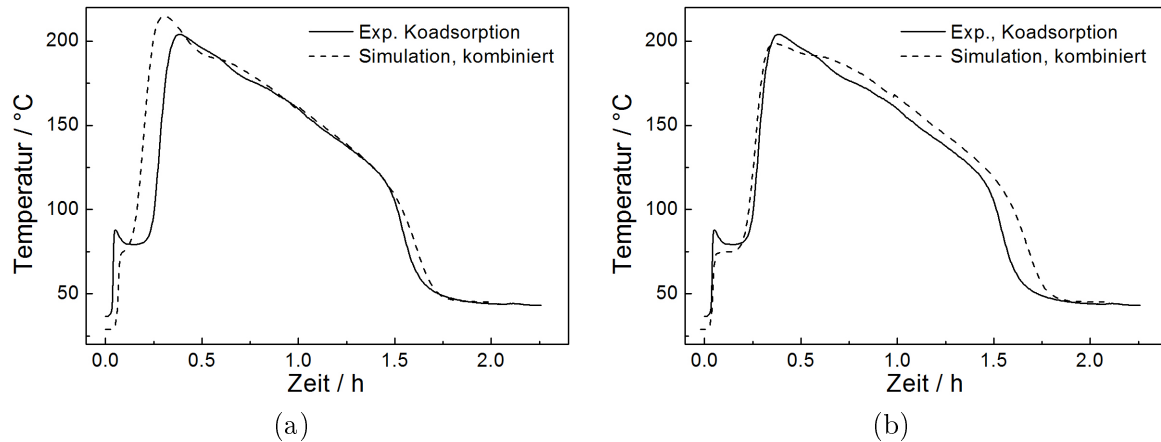 200
150
100
50
Temperatur / °C
Exp. Koadsorption
Simulation, kombiniert
0.0 0.5 1.0 1.5 2.0
Zeit / h
(a)
200
150
100
50
Temperatur / °C
Exp., Koadsorption
Simulation, kombiniert
0.0 0.5 1.0 1.5 2.0
Zeit / h
(b)